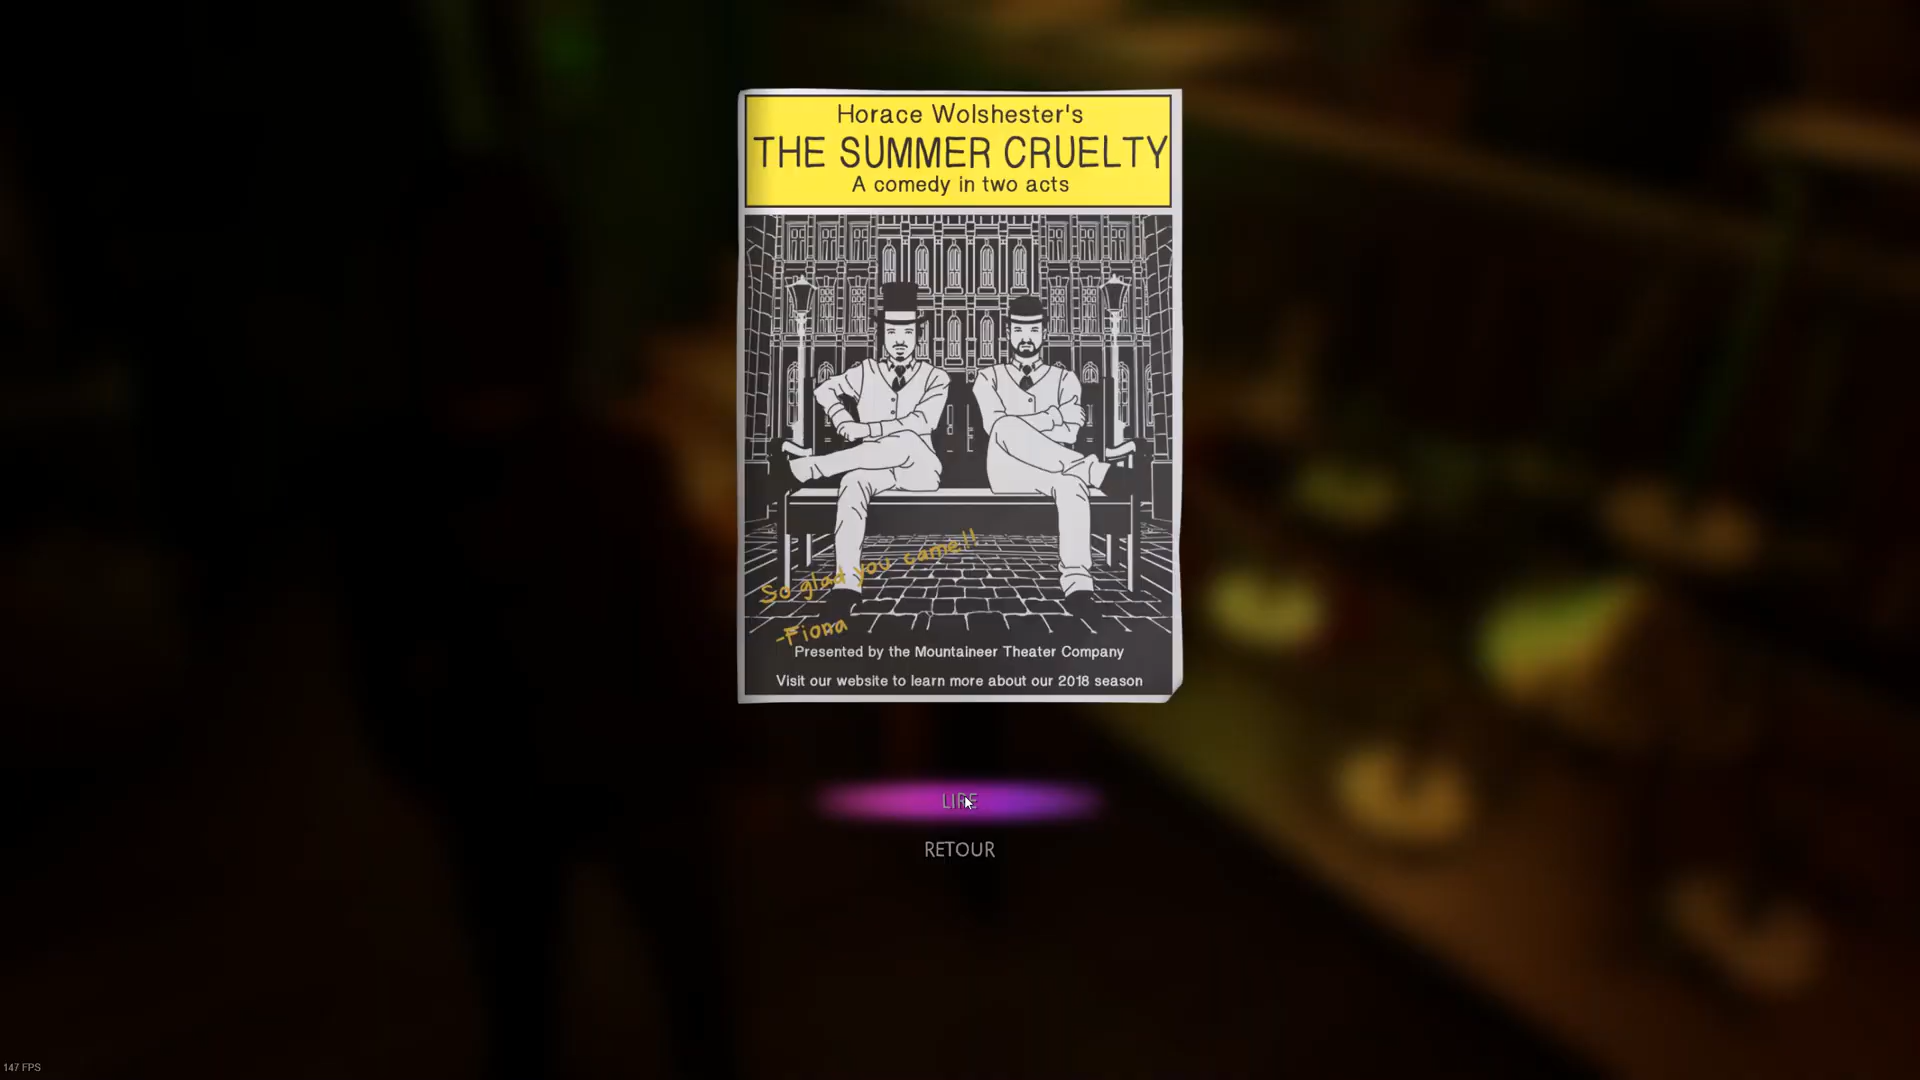 Horace Wolshester's
THE SUMMER CRUELTY
A comedy in two acts
So glad you came!!
-Fiona
Presented by the Mountaineer Theater Company
Visit our website to learn more about our 2018 season
LIRE
RETOUR
147 FPS